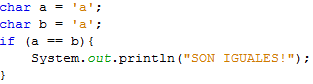 char a = 'a';
char b = 'a';
if (a == b){
    System.out.println("SON IGUALES!");
}